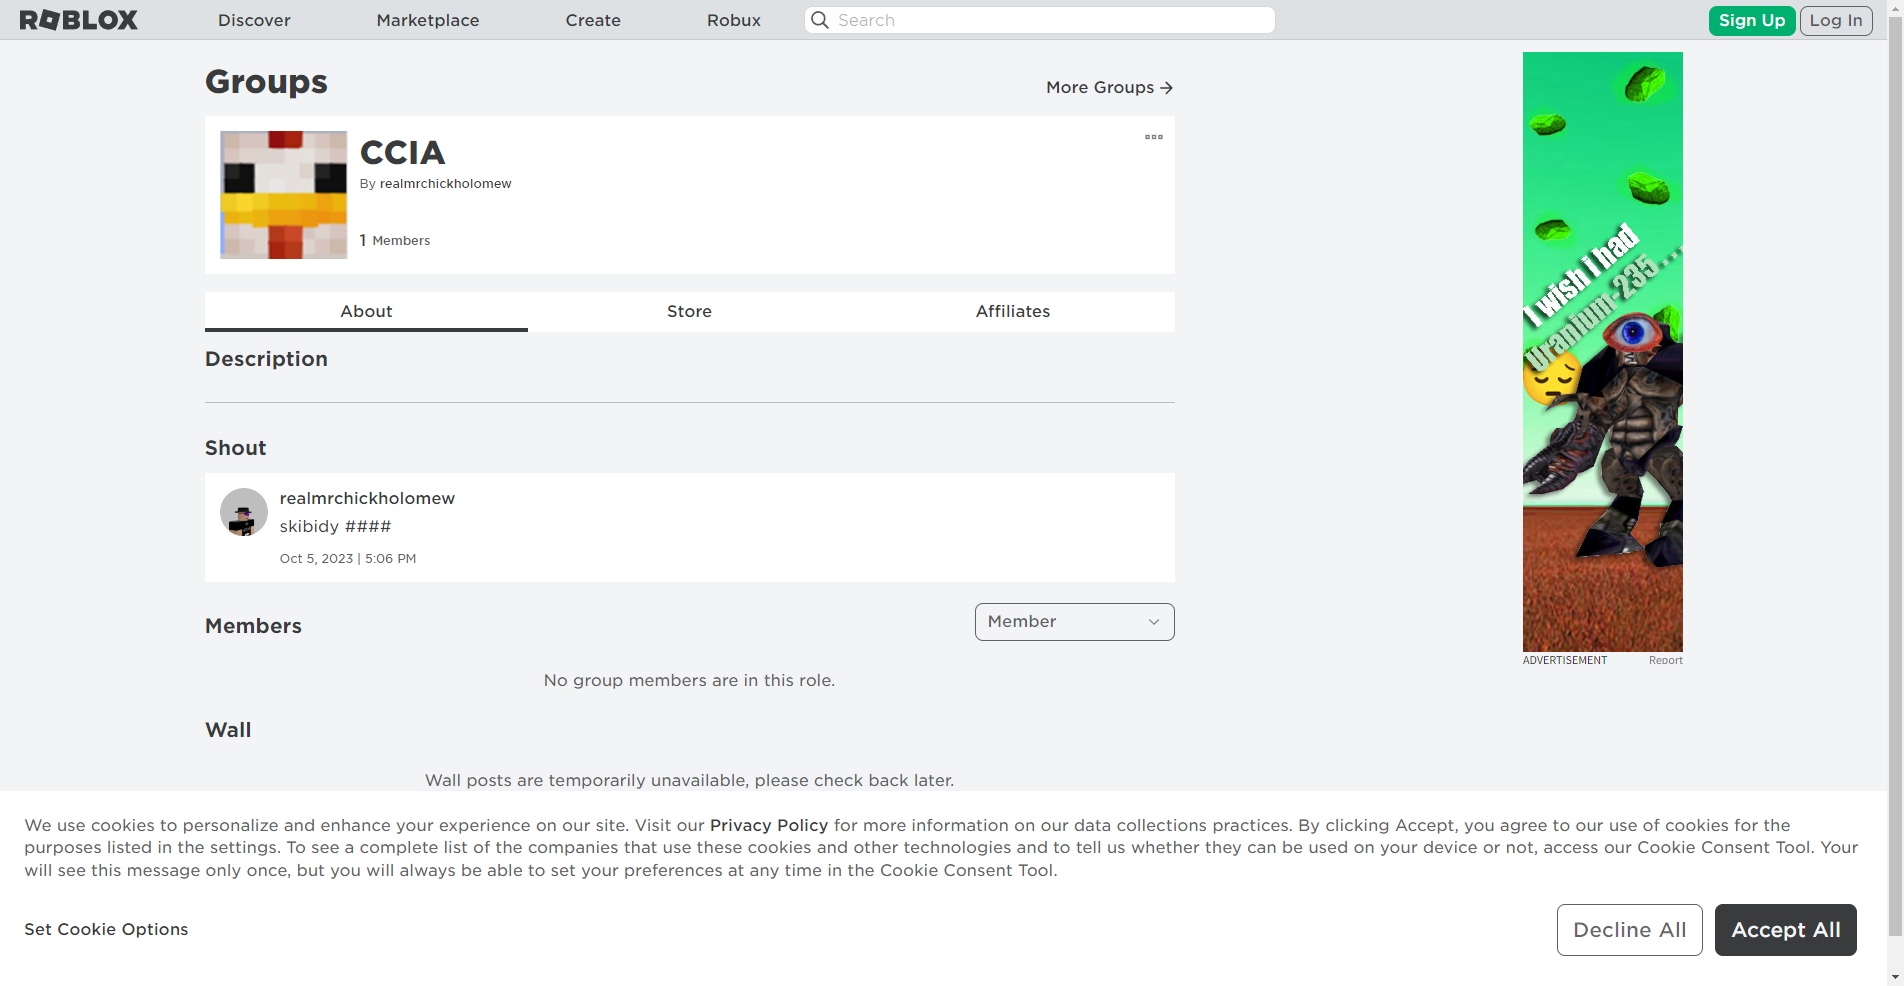 ROBLOX
Discover
Marketplace
Create
Robux
Search
Sign Up
Log In
Groups
More Groups →
CCIA
By realmrchickholomew
1 Members
About
Store
Affiliates
Description
Shout
realmrchickholomew
skibidy ####
Oct 5, 2023 | 5:06 PM
Members
Member
No group members are in this role.
Wall
Wall posts are temporarily unavailable, please check back later.
I wish i had
Uranium-235...
ADVERTISEMENT
Report
We use cookies to personalize and enhance your experience on our site. Visit our Privacy Policy for more information on our data collections practices. By clicking Accept, you agree to our use of cookies for the
purposes listed in the settings. To see a complete list of the companies that use these cookies and other technologies and to tell us whether they can be used on your device or not, access our Cookie Consent Tool. Your
will see this message only once, but you will always be able to set your preferences at any time in the Cookie Consent Tool.
Set Cookie Options
Decline All
Accept All